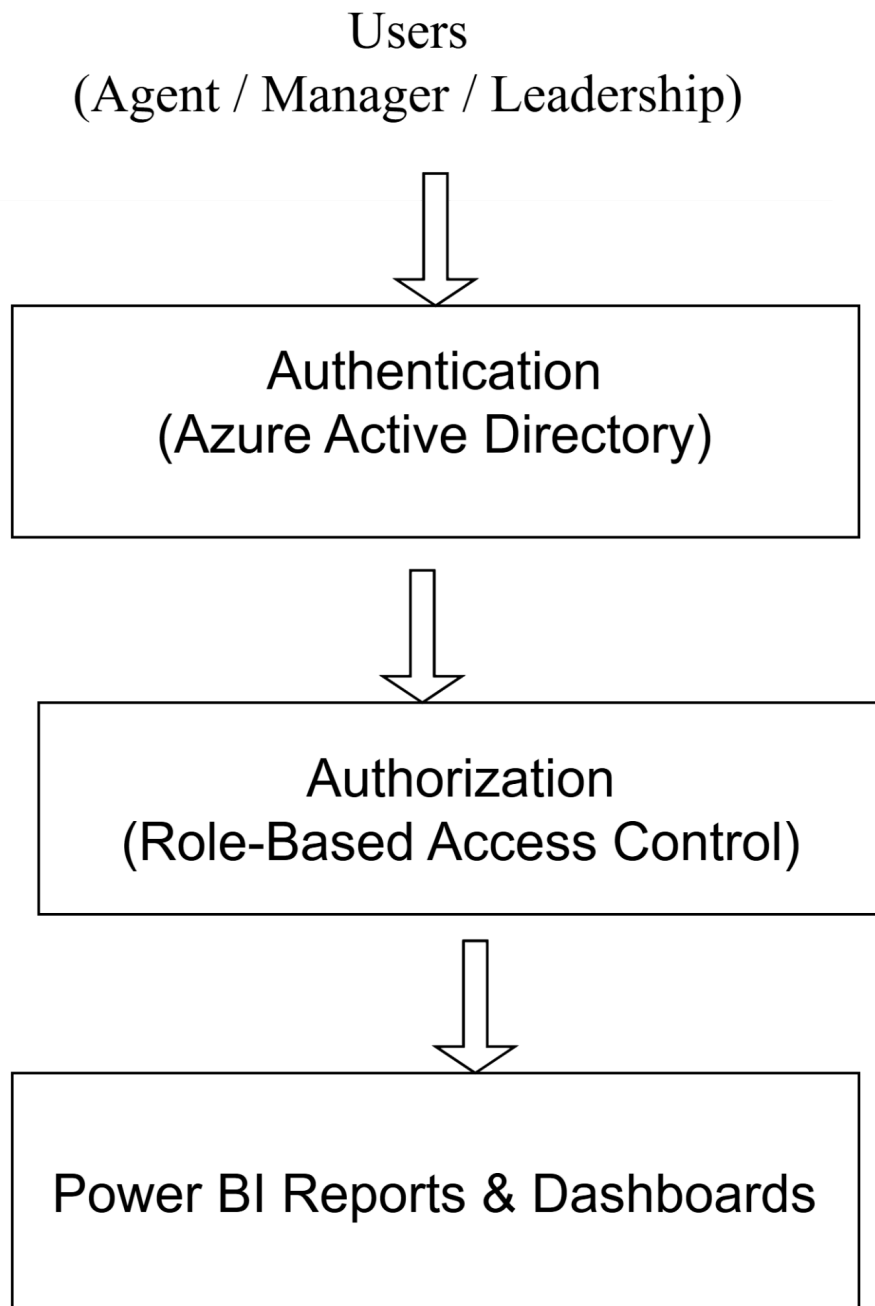 Users
(Agent / Manager / Leadership)
Authentication
(Azure Active Directory)
Authorization
(Role-Based Access Control)
Power BI Reports & Dashboards